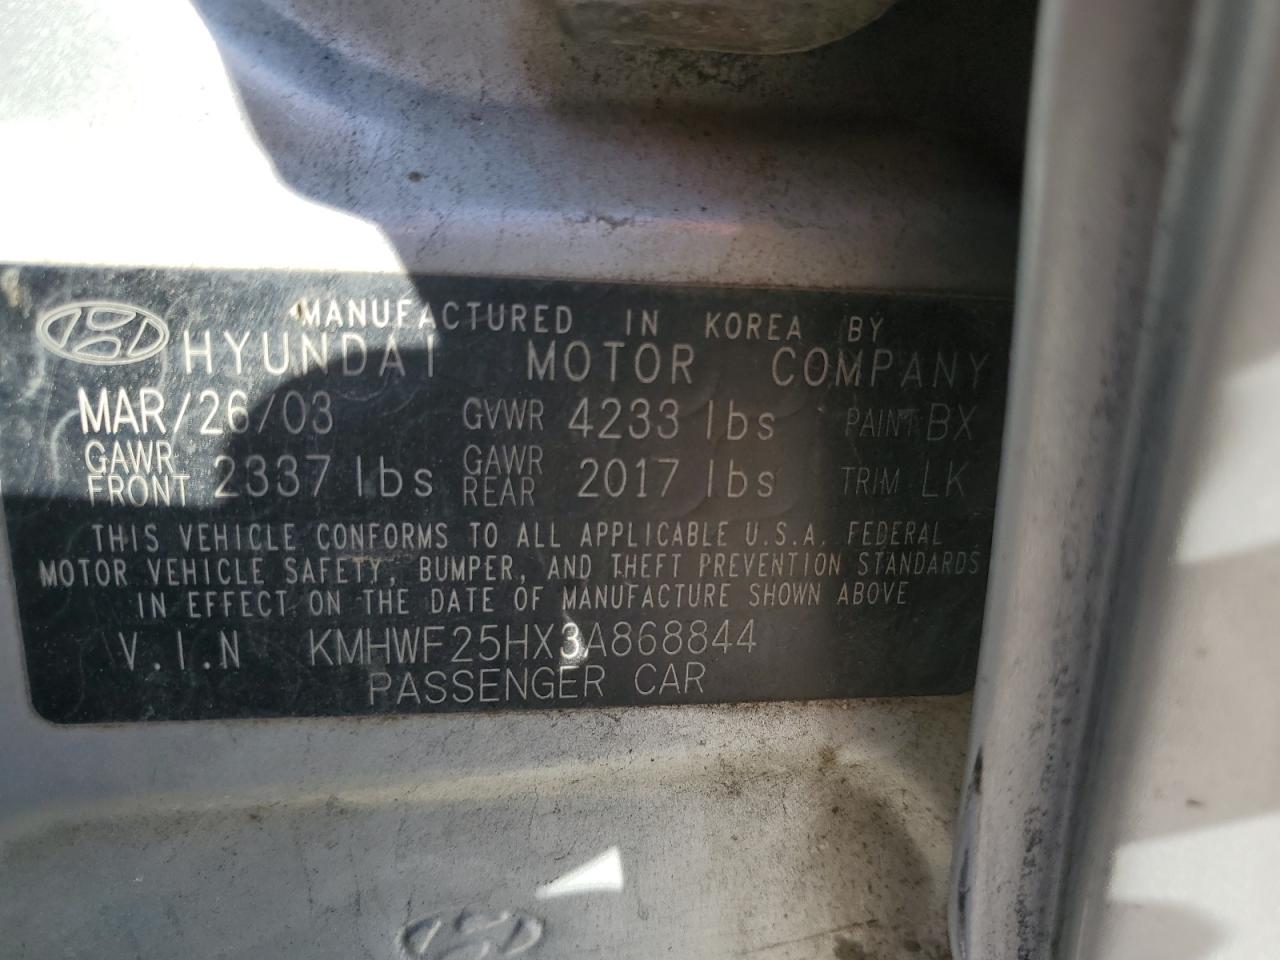 MANUFACTURED IN KOREA BY
HYUNDAI MOTOR COMPANY
MAR/26/03 GVWR 4233 lbs PAINT BX
GAWR FRONT 2337 lbs GAWR REAR 2017 lbs TRIM LK
THIS VEHICLE CONFORMS TO ALL APPLICABLE U.S.A. FEDERAL
MOTOR VEHICLE SAFETY, BUMPER, AND THEFT PREVENTION STANDARDS
IN EFFECT ON THE DATE OF MANUFACTURE SHOWN ABOVE
V.I.N KMHWF25HX3A868844
PASSENGER CAR